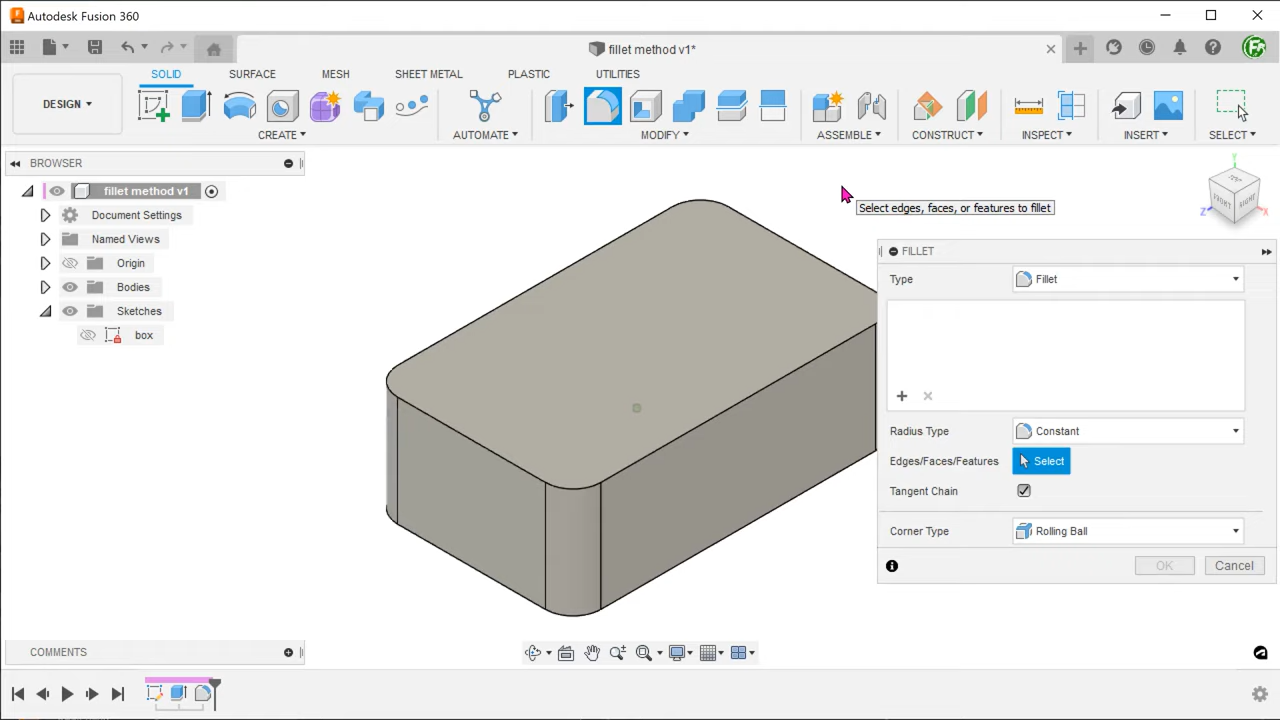 Autodesk Fusion 360
fillet method v1*
SOLID SURFACE MESH SHEET METAL PLASTIC UTILITIES
DESIGN
CREATE AUTOMATE MODIFY ASSEMBLE CONSTRUCT INSPECT INSERT SELECT
BROWSER
fillet method v1
Document Settings
Named Views
Origin
Bodies
Sketches
box
Select edges, faces, or features to fillet
TOP
FRONT
RIGHT
Y
Z
X
FILLET
Type Fillet
Radius Type Constant
Edges/Faces/Features Select
Tangent Chain
Corner Type Rolling Ball
OK Cancel
COMMENTS